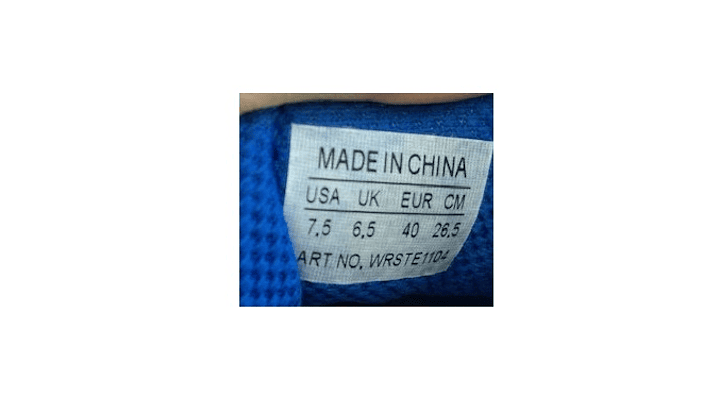 MADE IN CHINA
USA UK EUR CM
7,5 6,5 40 26,5
ART NO, WRSTE1104